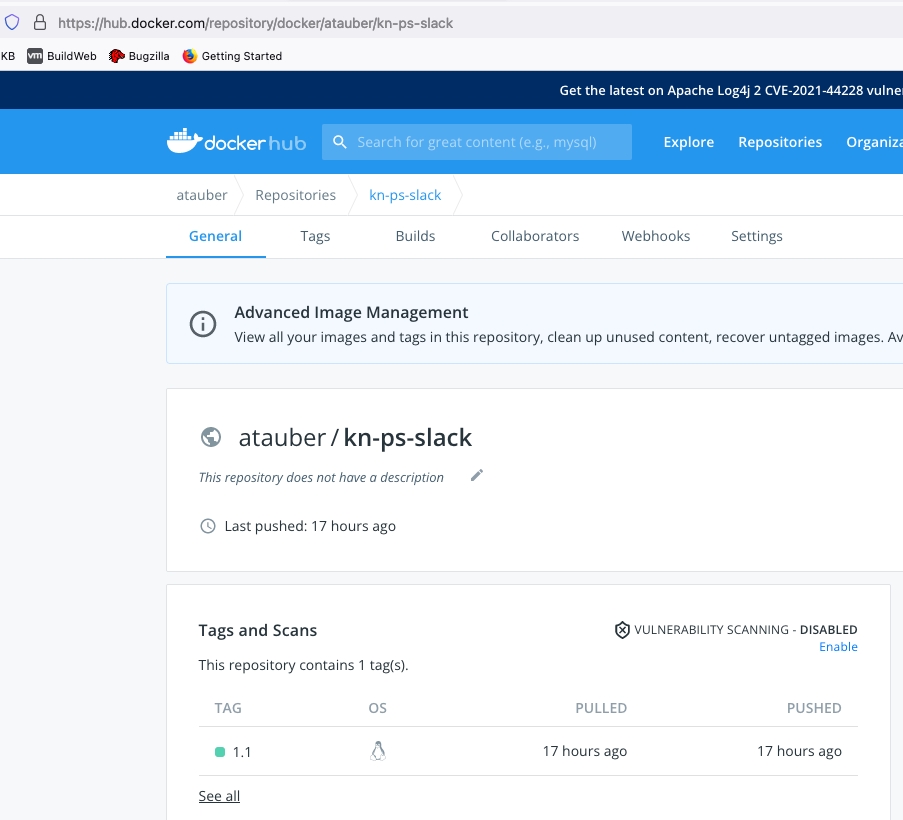 https://hub.docker.com/repository/docker/atauber/kn-ps-slack
KB vm BuildWeb Bugzilla Getting Started
Get the latest on Apache Log4j 2 CVE-2021-44228 vulner
docker hub Search for great content (e.g., mysql) Explore Repositories Organiza
atauber Repositories kn-ps-slack
General Tags Builds Collaborators Webhooks Settings
Advanced Image Management
View all your images and tags in this repository, clean up unused content, recover untagged images. Av
atauber / kn-ps-slack
This repository does not have a description
Last pushed: 17 hours ago
Tags and Scans
VULNERABILITY SCANNING - DISABLED
Enable
This repository contains 1 tag(s).
TAG OS PULLED PUSHED
1.1 17 hours ago 17 hours ago
See all